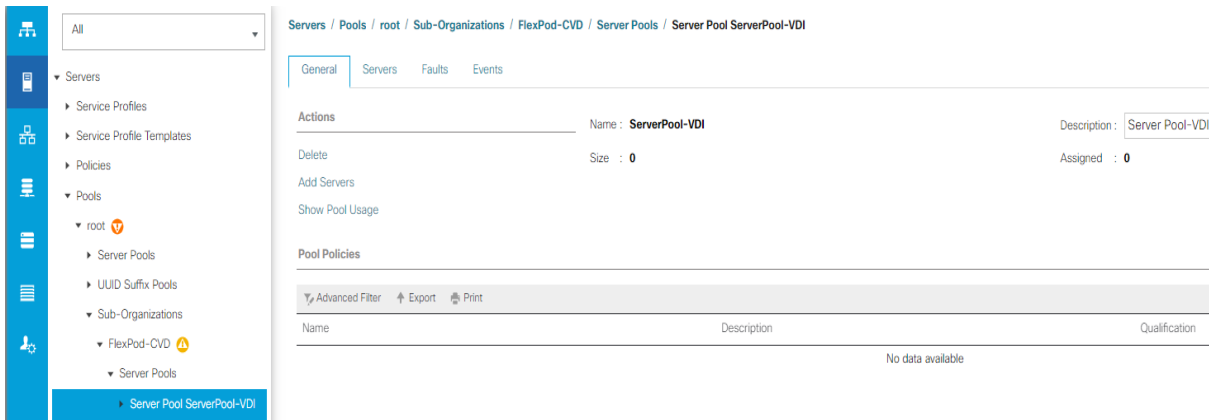 All
Servers
Service Profiles
Service Profile Templates
Policies
Pools
root
Server Pools
UUID Suffix Pools
Sub-Organizations
FlexPod-CVD
Server Pools
Server Pool ServerPool-VDI
Servers / Pools / root / Sub-Organizations / FlexPod-CVD / Server Pools / Server Pool ServerPool-VDI
General Servers Faults Events
Actions
Delete
Add Servers
Show Pool Usage
Name : ServerPool-VDI
Size : 0
Description : Server Pool-VDI
Assigned : 0
Pool Policies
Advanced Filter Export Print
Name Description Qualification
No data available